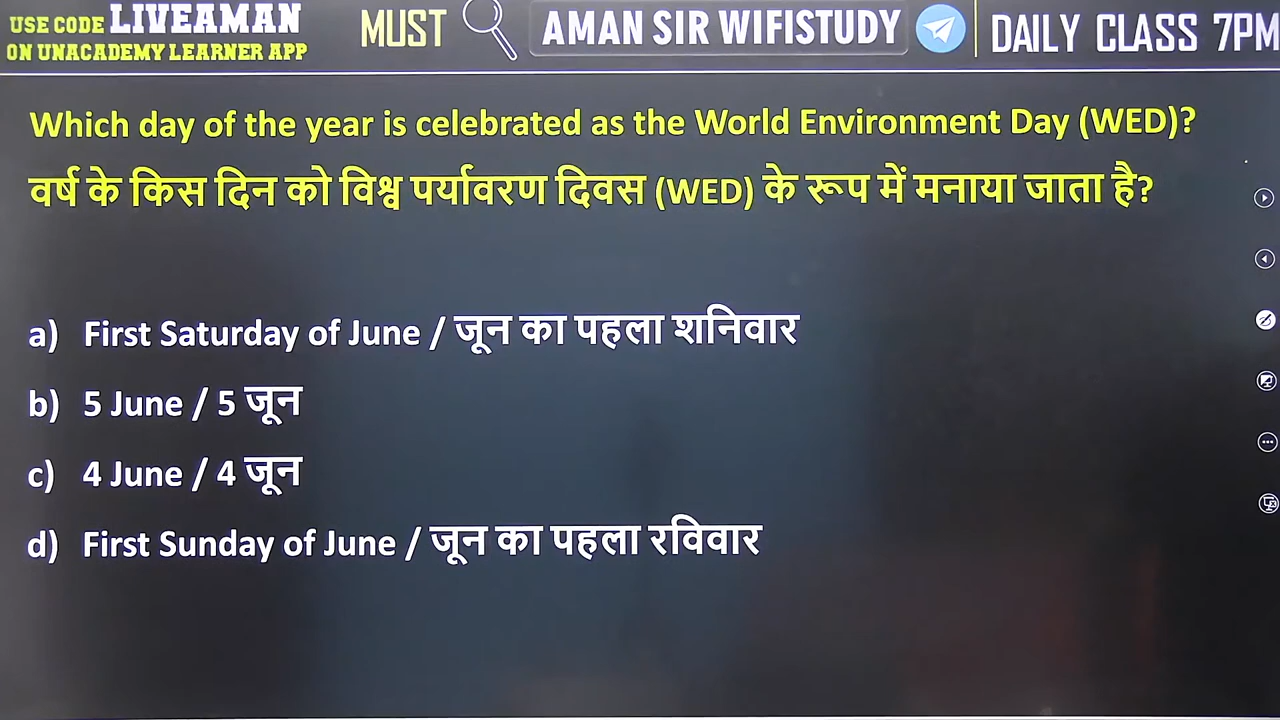 USE CODE LIVEAMAN
ON UNACADEMY LEARNER APP
MUST
AMAN SIR WIFISTUDY
DAILY CLASS 7PM
Which day of the year is celebrated as the World Environment Day (WED)?
वर्ष के किस दिन को विश्व पर्यावरण दिवस (WED) के रूप में मनाया जाता है?
a) First Saturday of June / जून का पहला शनिवार
b) 5 June / 5 जून
c) 4 June / 4 जून
d) First Sunday of June / जून का पहला रविवार